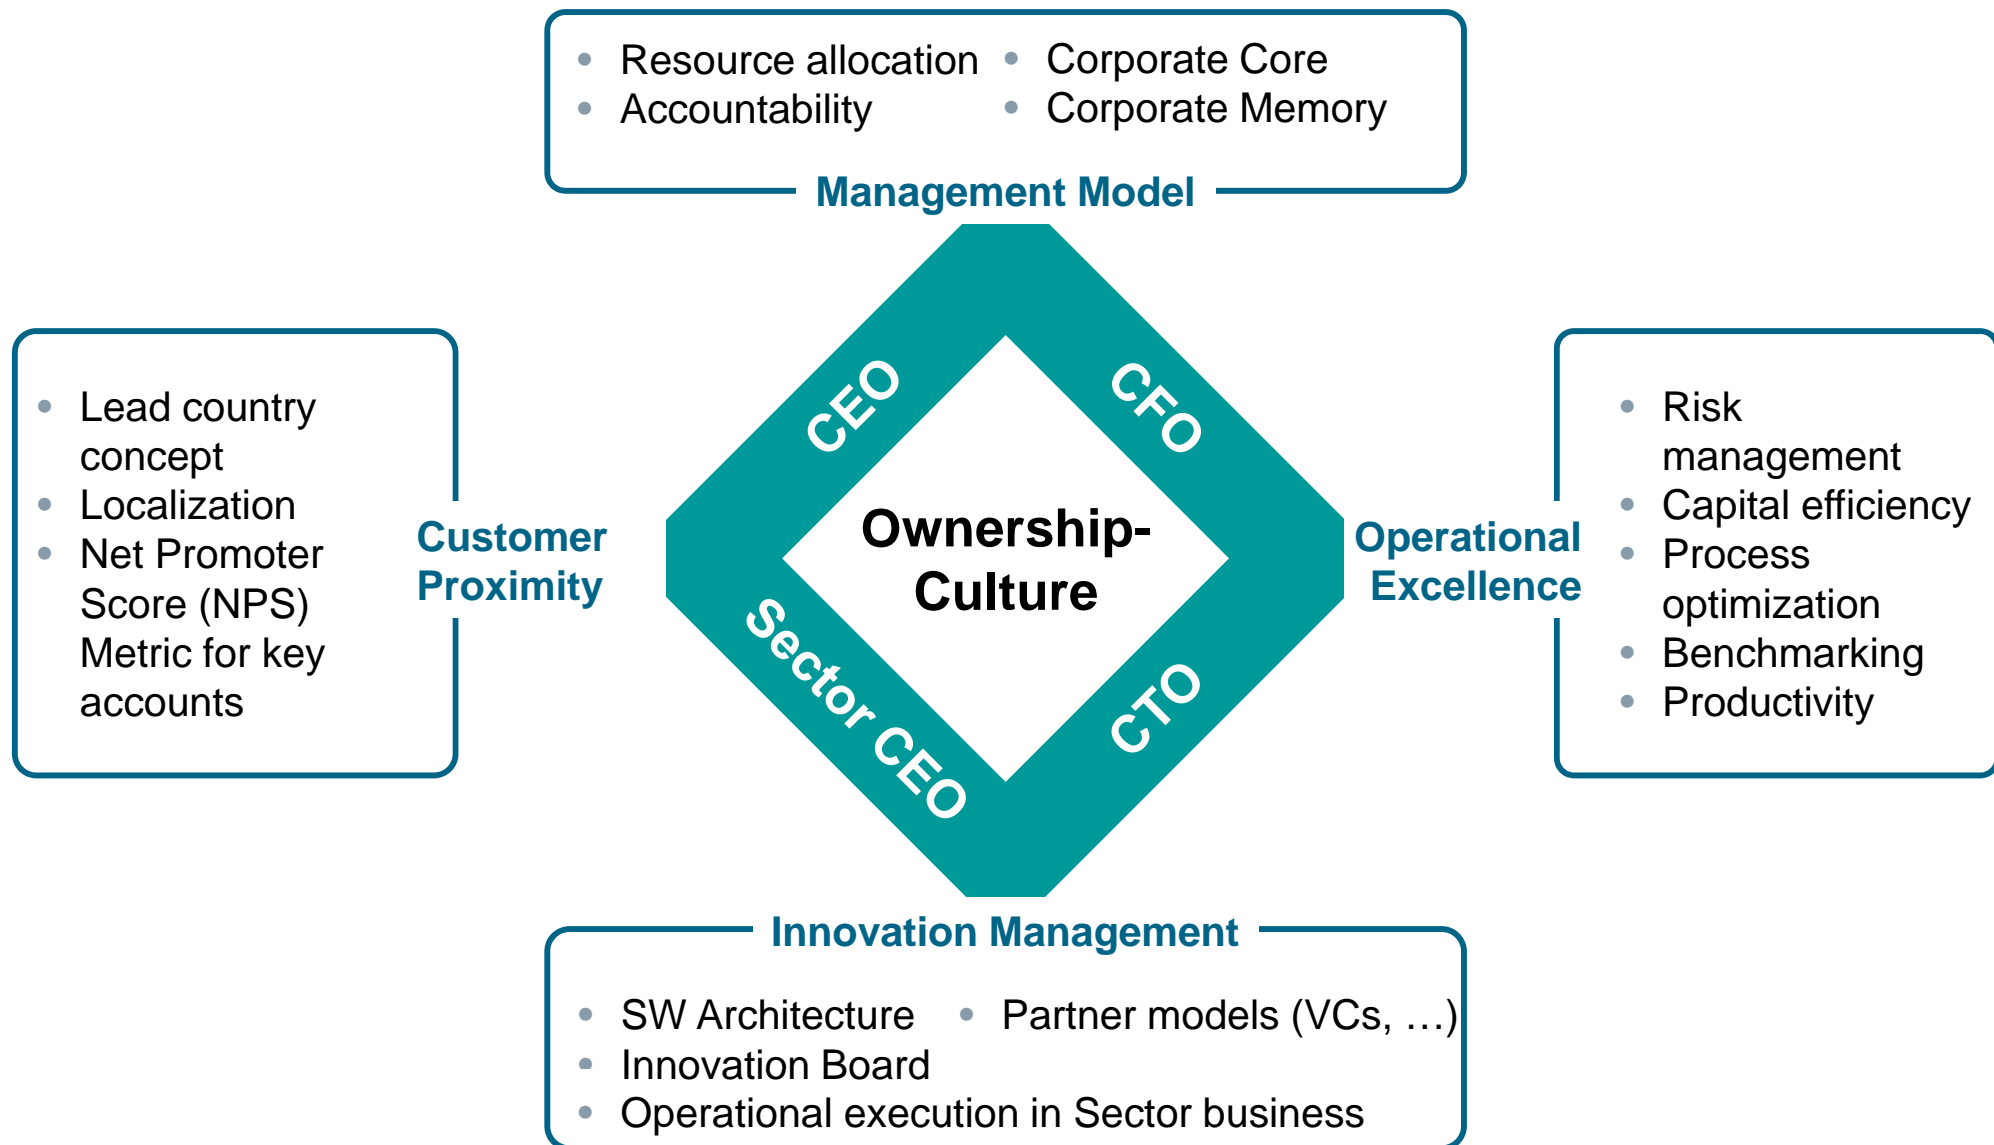 • Resource allocation • Corporate Core
• Accountability • Corporate Memory
Management Model
CEO
CFO
• Lead country
concept
• Localization
• Net Promoter
Score (NPS)
Metric for key
accounts
Customer
Proximity
Ownership-
Culture
Operational
Excellence
• Risk
management
• Capital efficiency
• Process
optimization
• Benchmarking
• Productivity
Sector CEO
CTO
Innovation Management
• SW Architecture • Partner models (VCs, …)
• Innovation Board
• Operational execution in Sector business